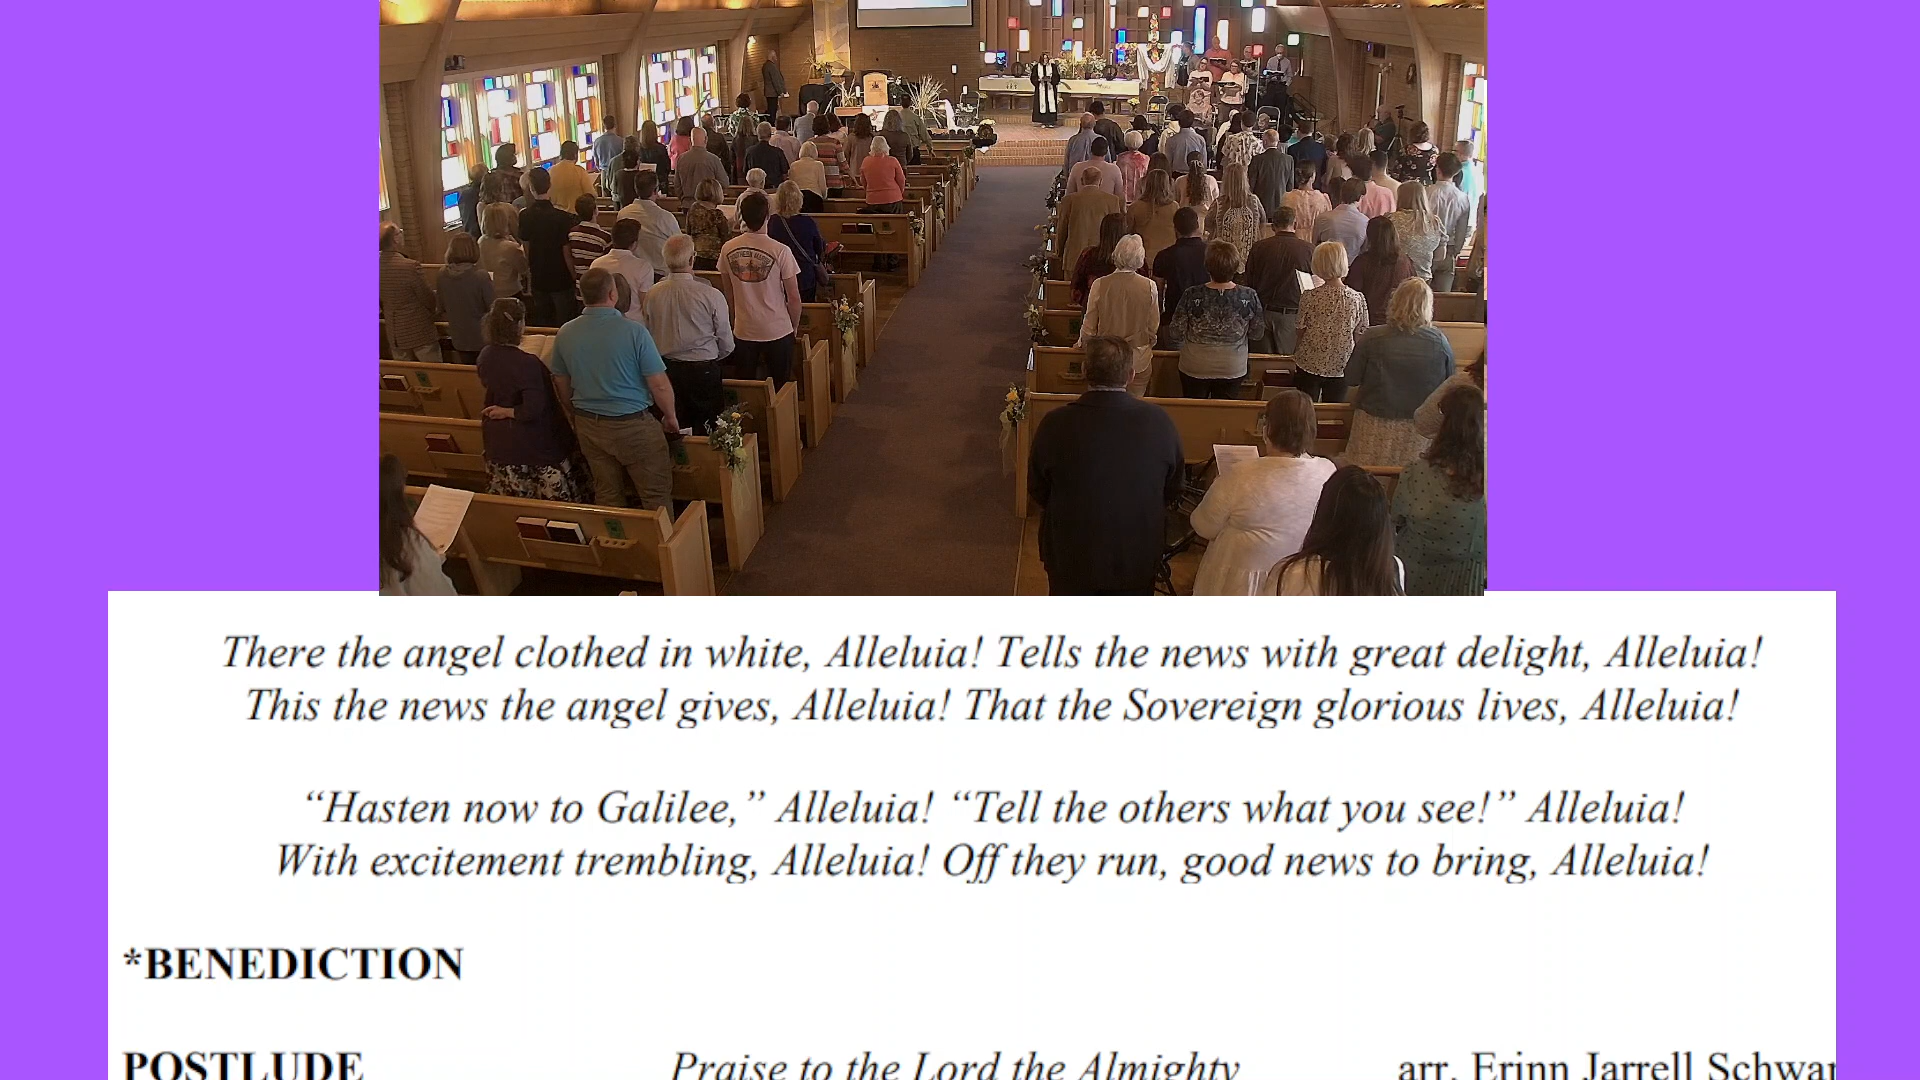 There the angel clothed in white, Alleluia! Tells the news with great delight, Alleluia!
This the news the angel gives, Alleluia! That the Sovereign glorious lives, Alleluia!
“Hasten now to Galilee,” Alleluia! “Tell the others what you see!” Alleluia!
With excitement trembling, Alleluia! Off they run, good news to bring, Alleluia!
*BENEDICTION
POSTLUDE Praise to the Lord the Almighty arr. Erinn Jarrell Schwar